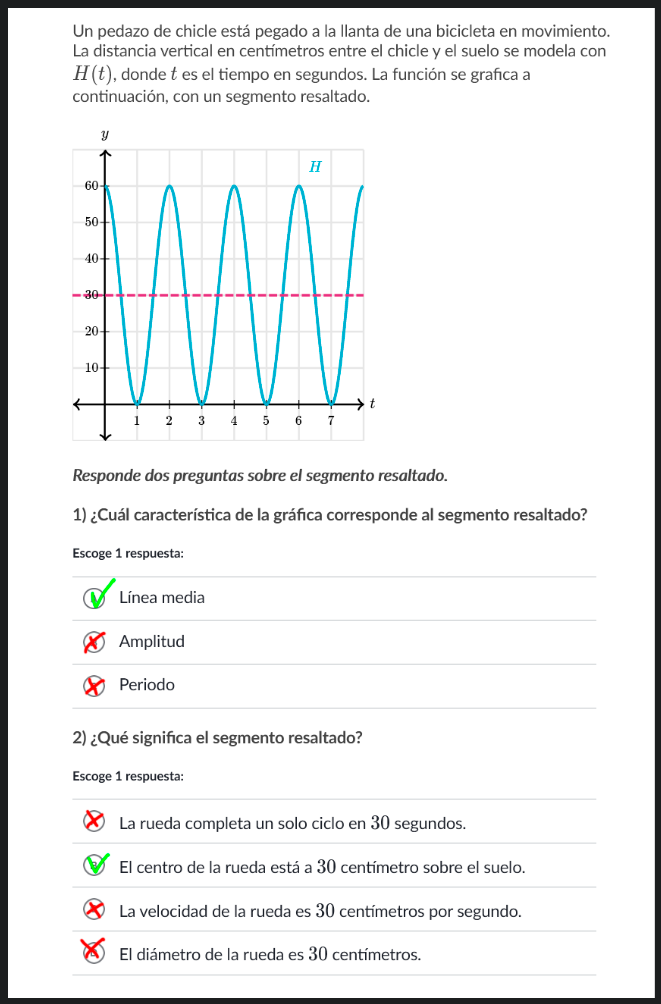 Un pedazo de chicle está pegado a la llanta de una bicicleta en movimiento.
La distancia vertical en centímetros entre el chicle y el suelo se modela con
H(t), donde t es el tiempo en segundos. La función se grafica a
continuación, con un segmento resaltado.
y
H
60
50
40
30
20
10
t
1 2 3 4 5 6 7
Responde dos preguntas sobre el segmento resaltado.
1) ¿Cuál característica de la gráfica corresponde al segmento resaltado?
Escoge 1 respuesta:
Línea media
Amplitud
Periodo
2) ¿Qué significa el segmento resaltado?
Escoge 1 respuesta:
La rueda completa un solo ciclo en 30 segundos.
El centro de la rueda está a 30 centímetro sobre el suelo.
La velocidad de la rueda es 30 centímetros por segundo.
El diámetro de la rueda es 30 centímetros.